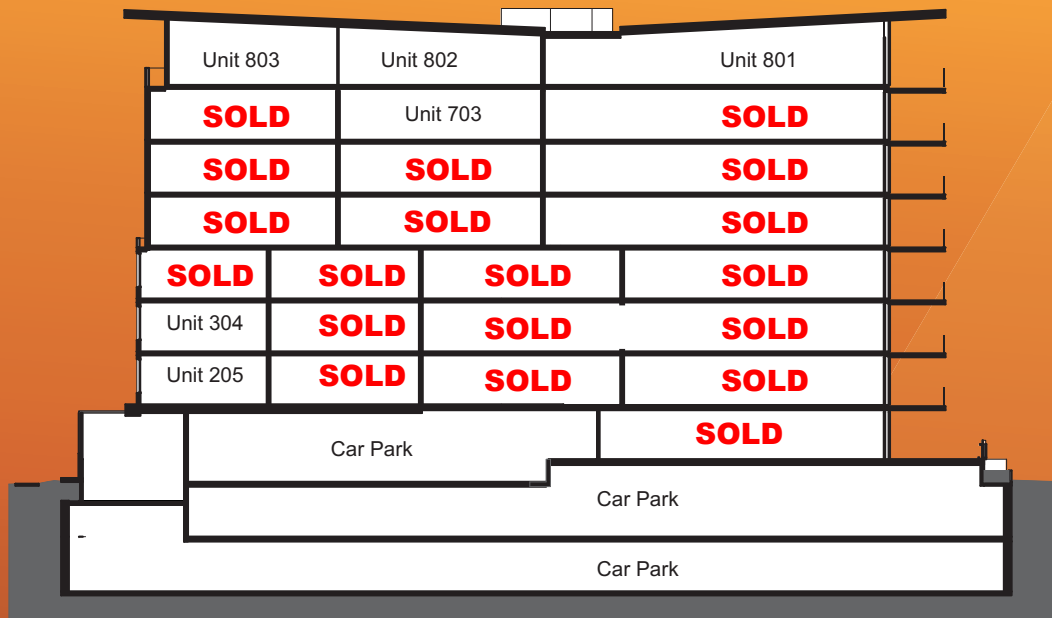 Unit 803 Unit 802 Unit 801
SOLD Unit 703 SOLD
SOLD SOLD SOLD
SOLD SOLD SOLD
SOLD SOLD SOLD SOLD
Unit 304 SOLD SOLD SOLD
Unit 205 SOLD SOLD SOLD
SOLD
Car Park
Car Park
Car Park